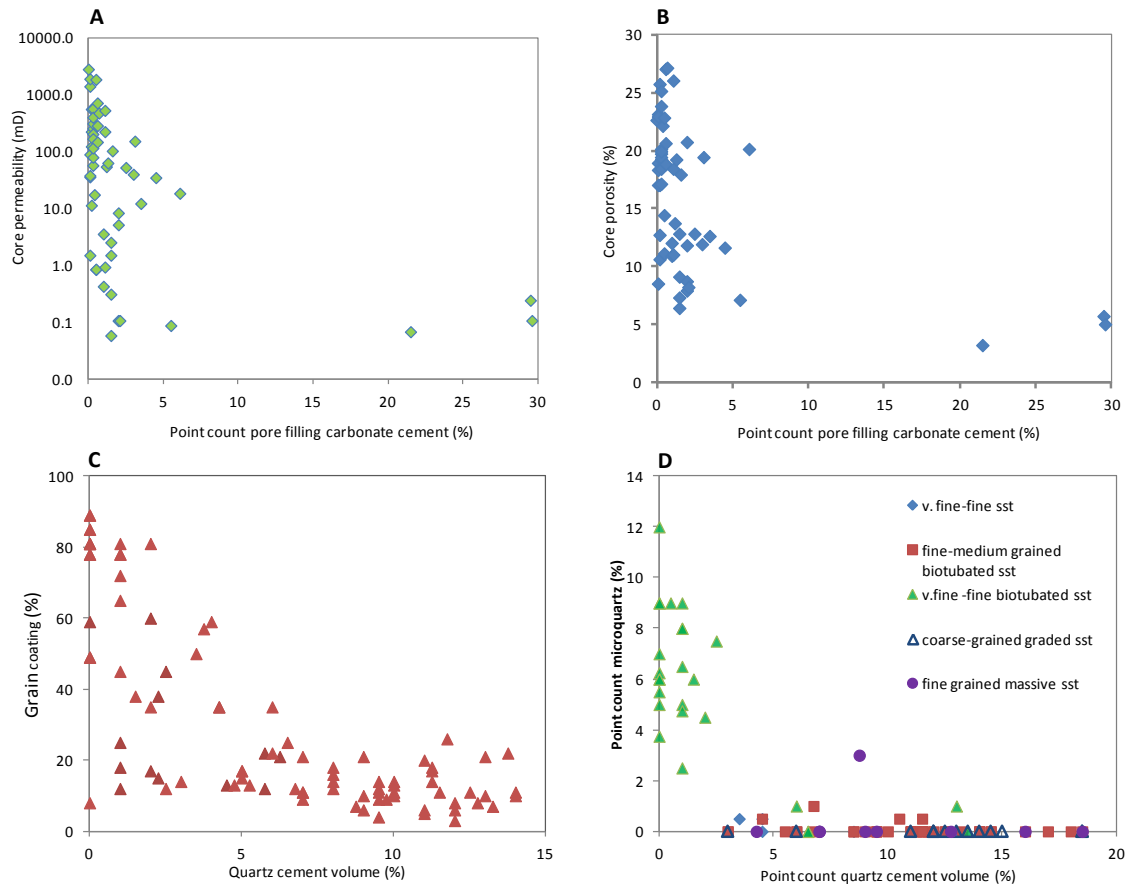 A
10000.0
1000.0
100.0
10.0
1.0
0.1
0.0
Core permeability (mD)
0 5 10 15 20 25 30
Point count pore filling carbonate cement (%)
B
30
25
20
15
10
5
0
Core porosity (%)
0 5 10 15 20 25 30
Point count pore filling carbonate cement (%)
C
100
80
60
40
20
0
Grain coating (%)
0 5 10 15
Quartz cement volume (%)
D
14
12
10
8
6
4
2
0
Point count microquartz (%)
v. fine-fine sst
fine-medium grained
biotubated sst
v.fine -fine biotubated sst
coarse-grained graded sst
fine grained massive sst
0 5 10 15 20
Point count quartz cement volume (%)